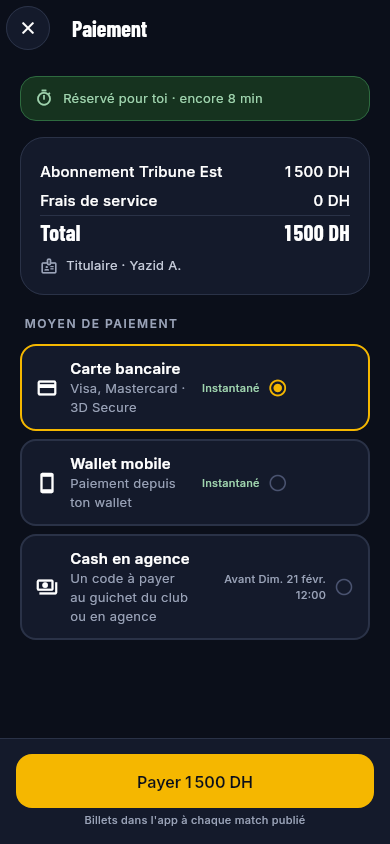 Paiement
Réservé pour toi · encore 8 min
Abonnement Tribune Est 1 500 DH
Frais de service 0 DH
Total 1 500 DH
Titulaire · Yazid A.
MOYEN DE PAIEMENT
Carte bancaire
Visa, Mastercard · Instantané
3D Secure
Wallet mobile
Paiement depuis Instantané
ton wallet
Cash en agence
Un code à payer Avant Dim. 21 févr.
au guichet du club 12:00
ou en agence
Payer 1 500 DH
Billets dans l'app à chaque match publié